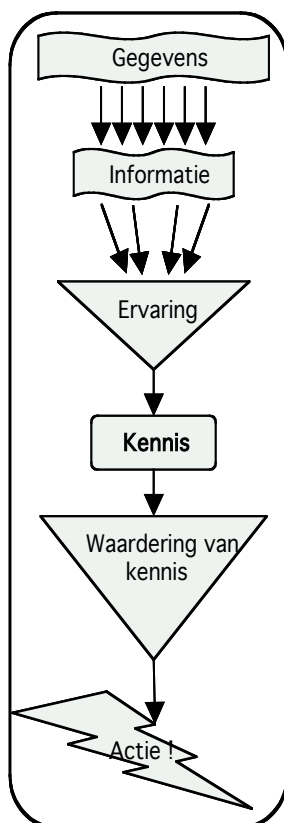 Gegevens
Informatie
Ervaring
Kennis
Waardering van
kennis
Actie !